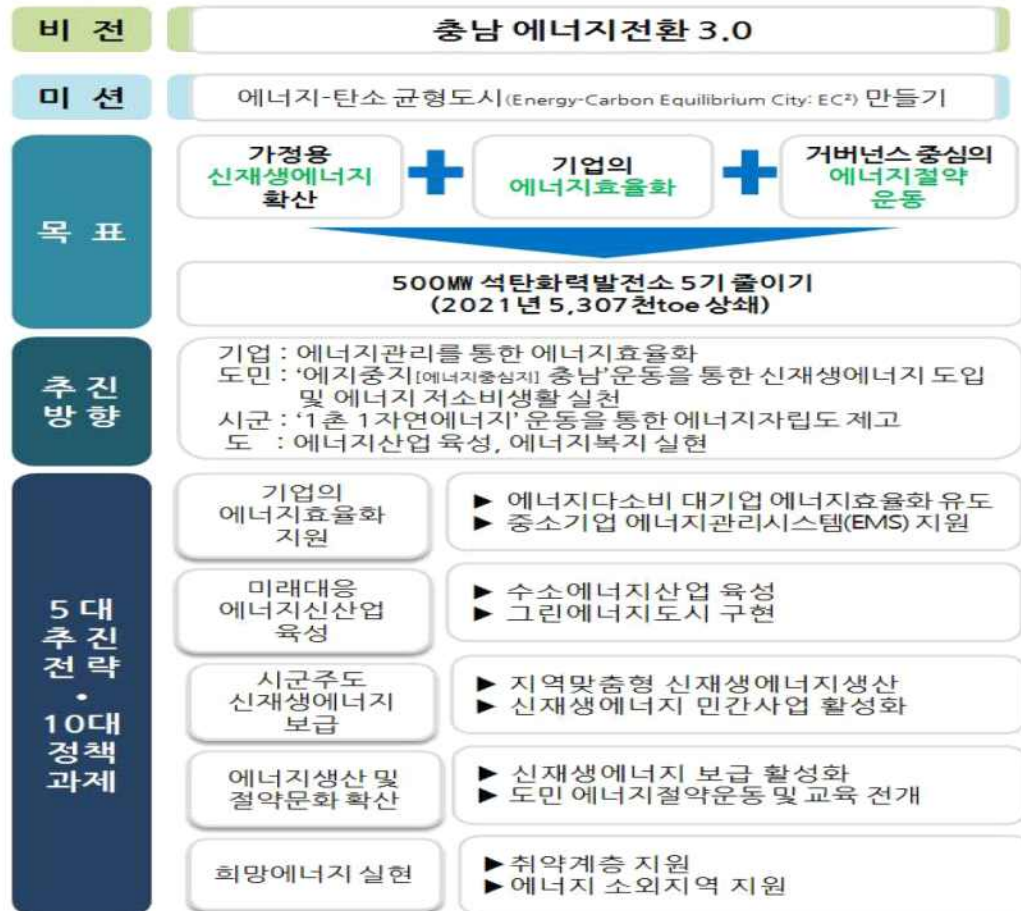 비 전
충남 에너지전환 3.0
미 션
에너지-탄소 균형도시(Energy-Carbon Equilibrium City: EC²) 만들기
목 표
가정용
신재생에너지
확산
기업의
에너지효율화
거버넌스 중심의
에너지절약
운동
500MW 석탄화력발전소 5기 줄이기
(2021년 5,307천toe 상쇄)
추 진
방 향
기업 : 에너지관리를 통한 에너지효율화
도민 : ‘에지중지[에너지중심지] 충남’운동을 통한 신재생에너지 도입
및 에너지 저소비생활 실천
시군 : ‘1촌 1자연에너지’ 운동을 통한 에너지자립도 제고
도 : 에너지산업 육성, 에너지복지 실현
5 대
추 진
전 략
•
10대
정책
과제
기업의
에너지효율화
지원
► 에너지다소비 대기업 에너지효율화 유도
► 중소기업 에너지관리시스템(EMS) 지원
미래대응
에너지신산업
육성
► 수소에너지산업 육성
► 그린에너지도시 구현
시군주도
신재생에너지
보급
► 지역맞춤형 신재생에너지생산
► 신재생에너지 민간사업 활성화
에너지생산 및
절약문화 확산
► 신재생에너지 보급 활성화
► 도민 에너지절약운동 및 교육 전개
희망에너지 실현
► 취약계층 지원
► 에너지 소외지역 지원